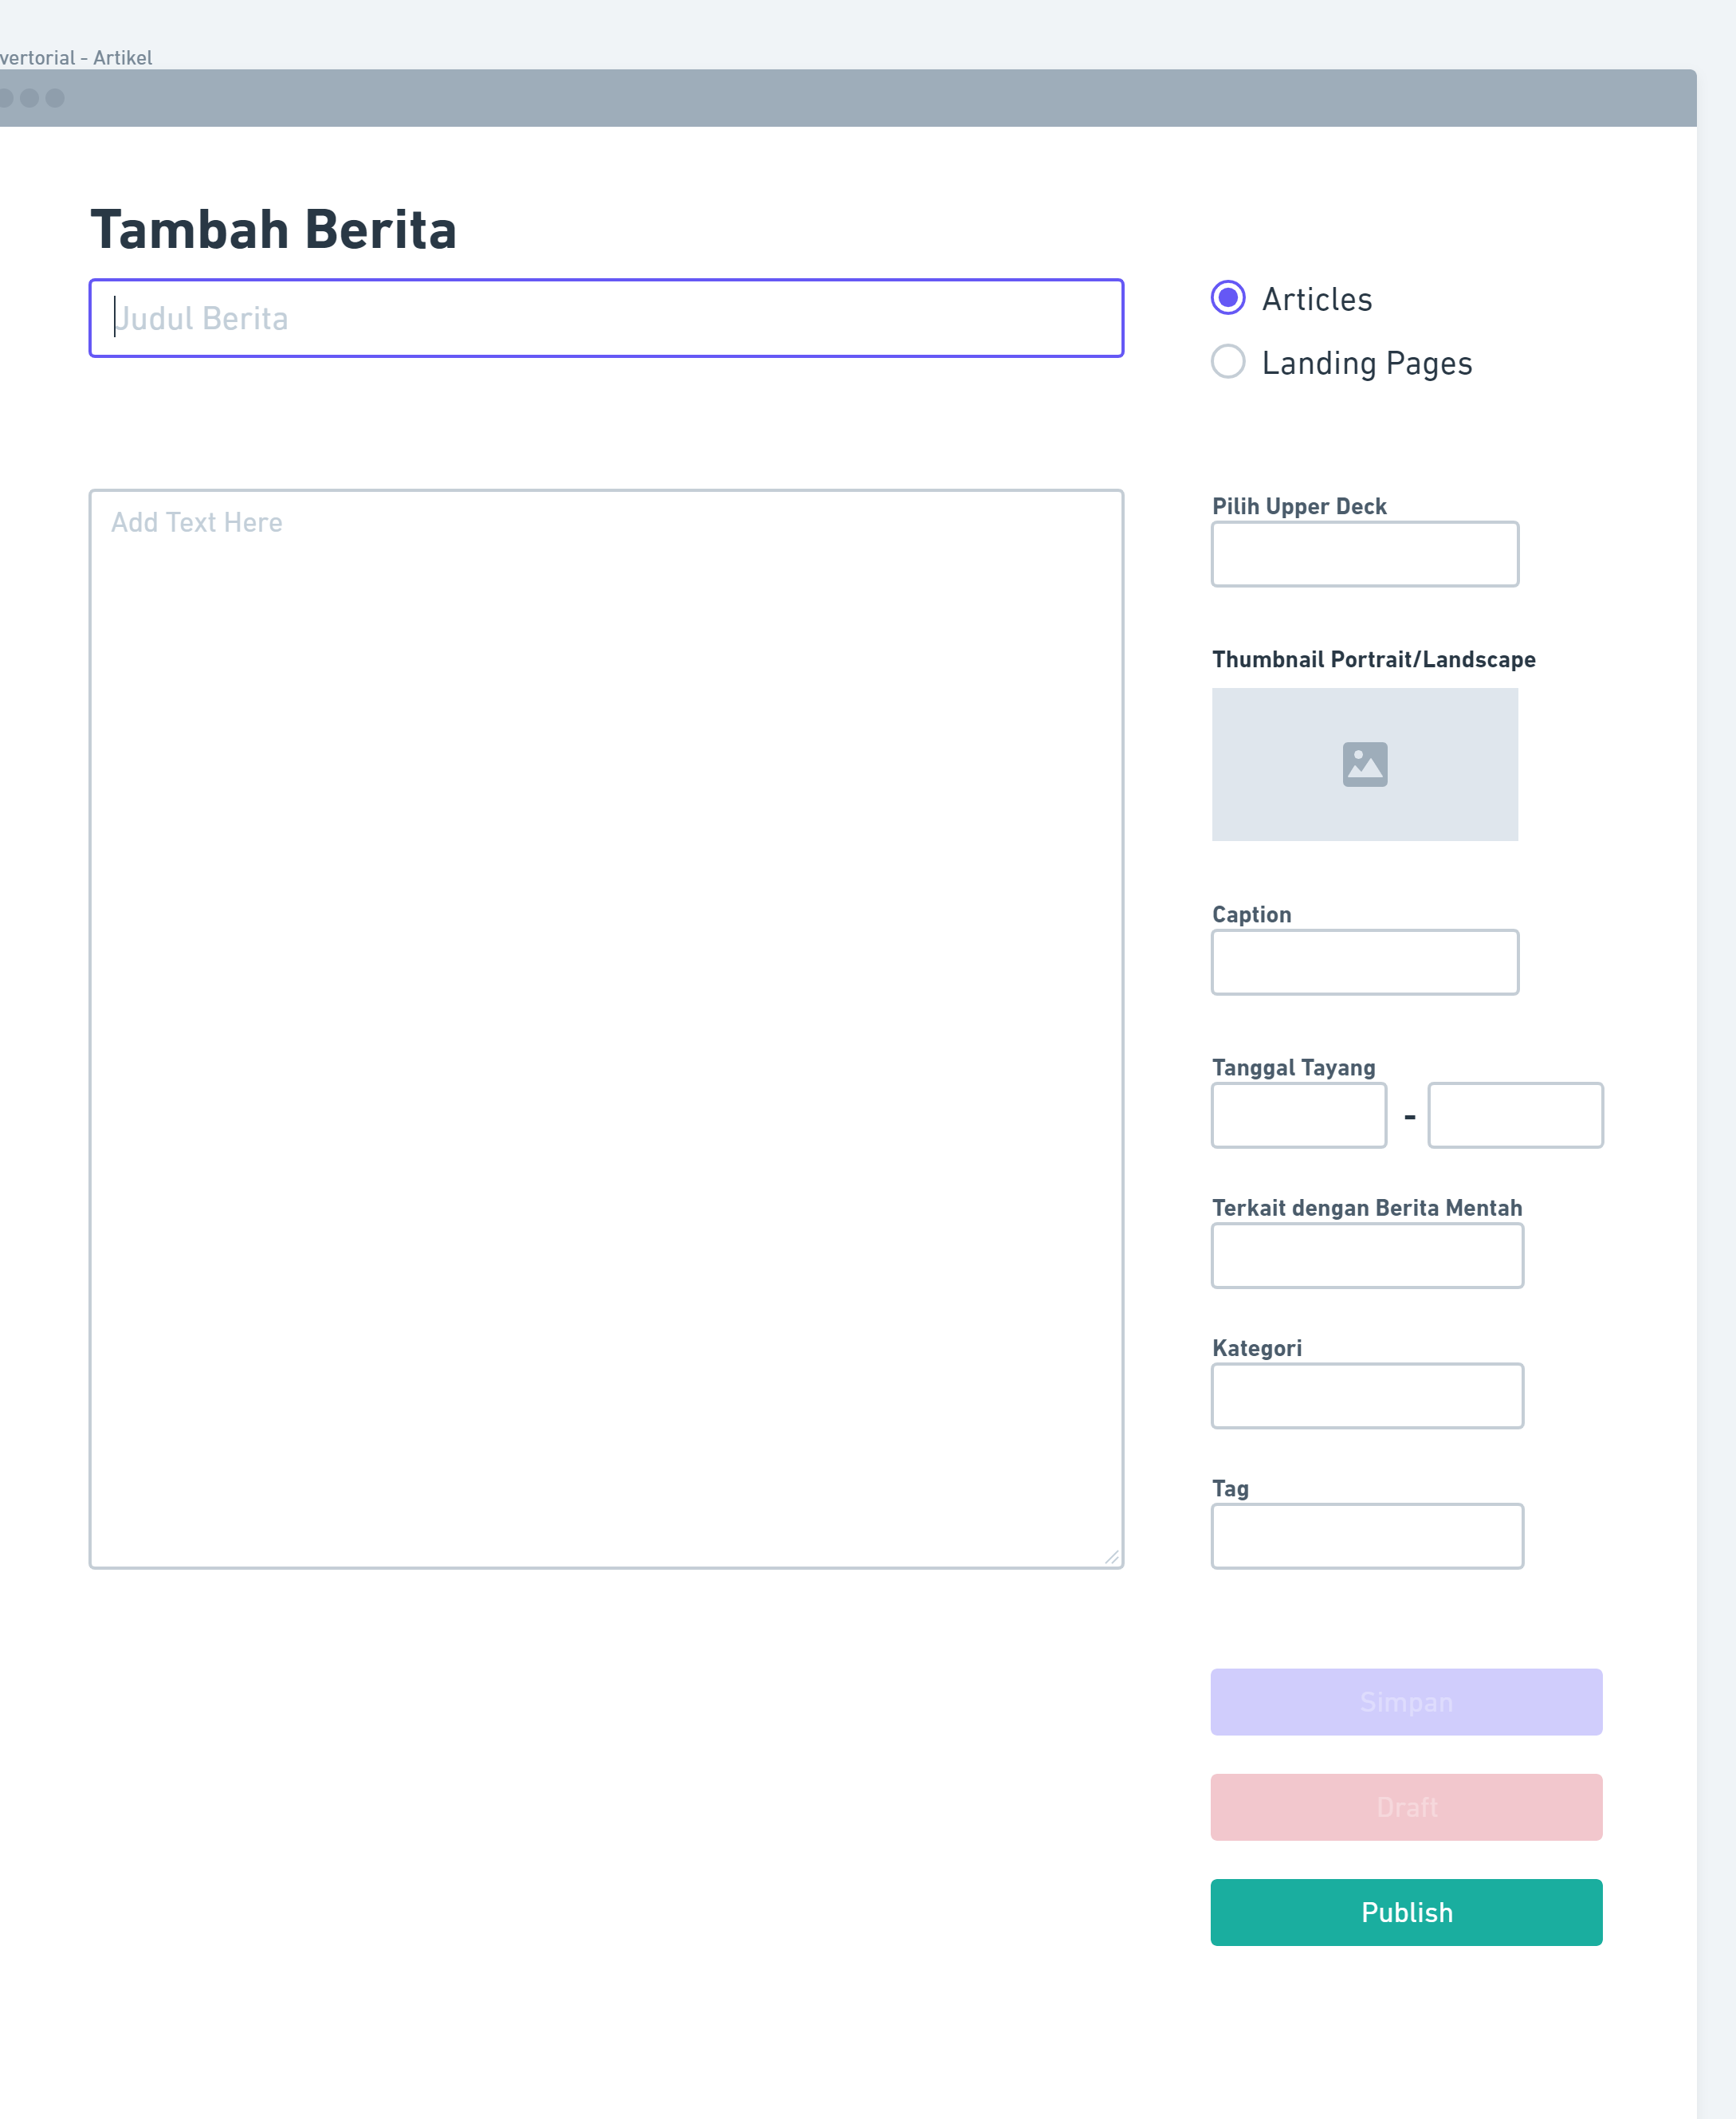 vertorial - Artikel
Tambah Berita
Judul Berita
Articles
Landing Pages
Add Text Here
Pilih Upper Deck
Thumbnail Portrait/Landscape
Caption
Tanggal Tayang
-
Terkait dengan Berita Mentah
Kategori
Tag
Simpan
Draft
Publish